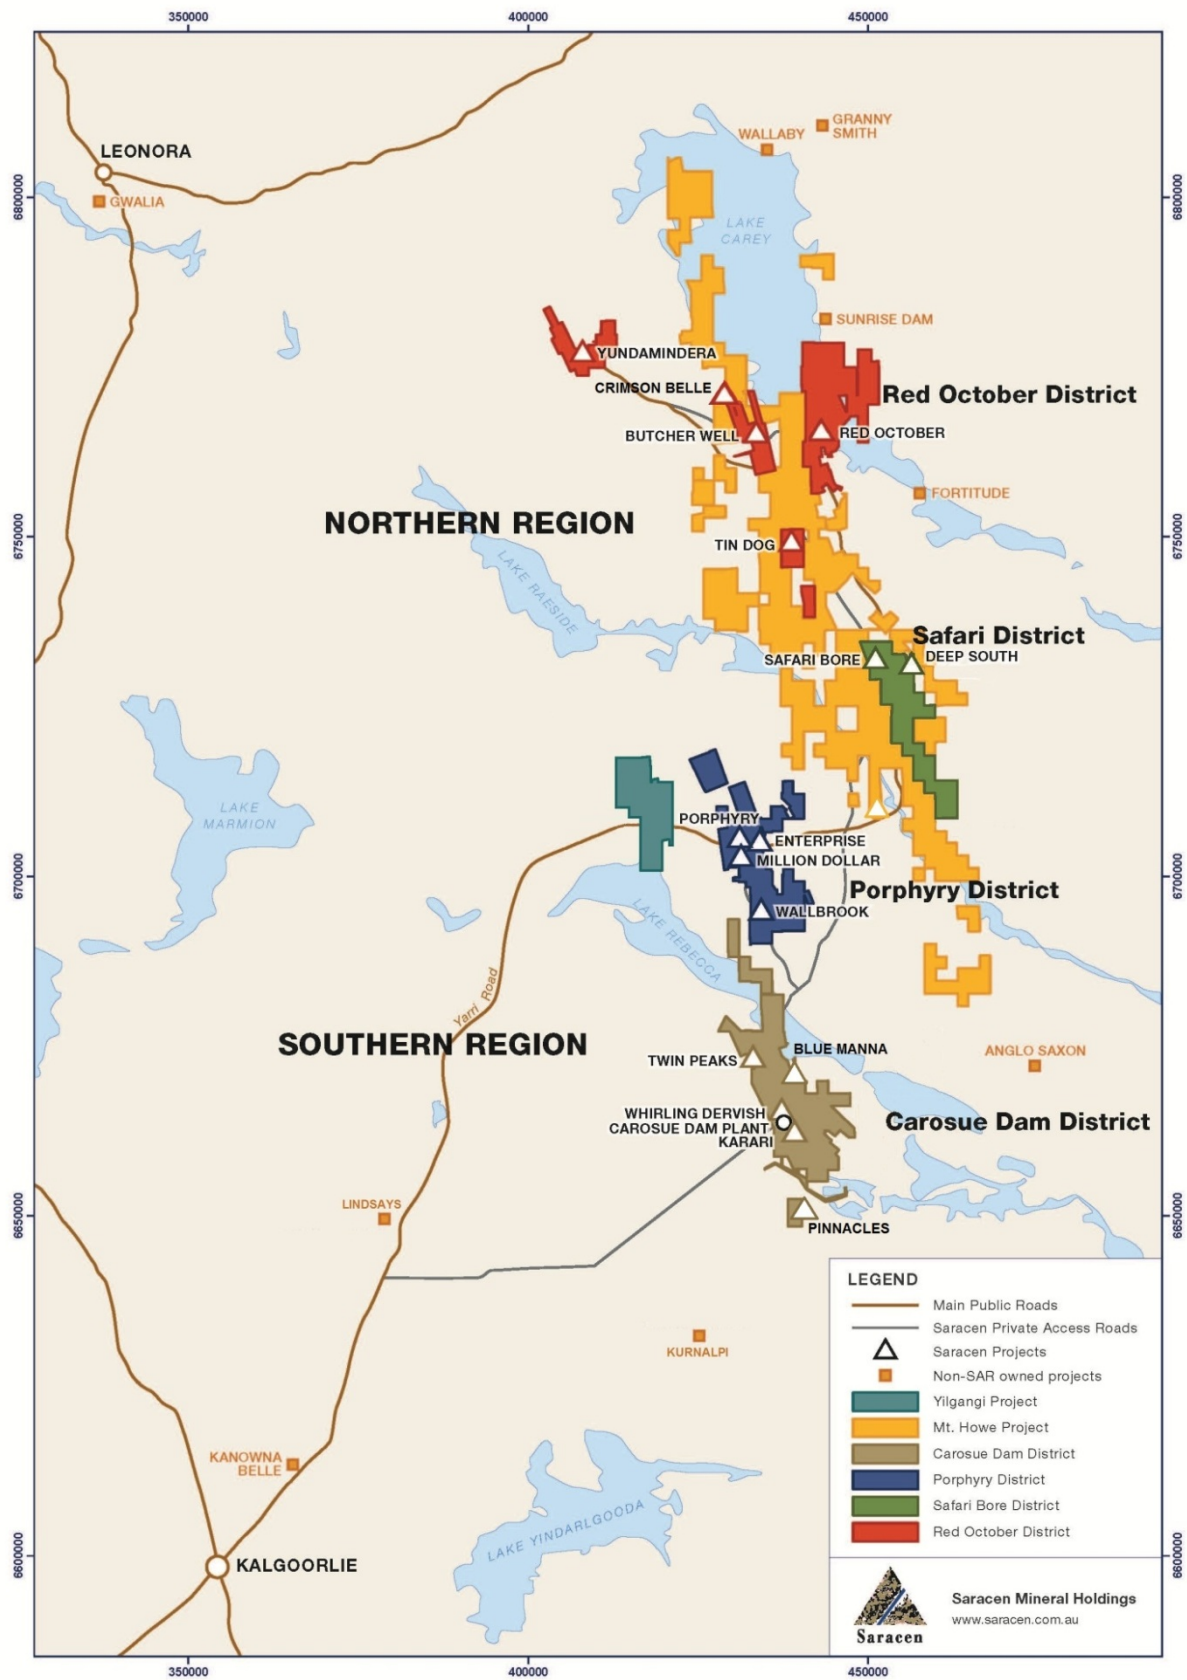 350000
400000
450000
GRANNY
SMITH
WALLABY
LEONORA
GWALIA
6800000
6800000
LAKE
CAREY
SUNRISE DAM
YUNDAMINDERA
CRIMSON BELLE
Red October District
BUTCHER WELL
RED OCTOBER
FORTITUDE
NORTHERN REGION
6750000
6750000
TIN DOG
LAKE RAESIDE
Safari District
SAFARI BORE
DEEP SOUTH
LAKE
MARMION
PORPHYRY
ENTERPRISE
MILLION DOLLAR
6700000
6700000
Porphyry District
WALLBROOK
LAKE REBECCA
Yarri Road
SOUTHERN REGION
BLUE MANNA
ANGLO SAXON
TWIN PEAKS
WHIRLING DERVISH
CAROSUE DAM PLANT
KARARI
Carosue Dam District
LINDSAYS
6650000
6650000
PINNACLES
LEGEND
Main Public Roads
Saracen Private Access Roads
Saracen Projects
Non-SAR owned projects
Yilgangi Project
Mt. Howe Project
Carosue Dam District
Porphyry District
Safari Bore District
Red October District
KURNALPI
KANOWNA
BELLE
LAKE YINDARLGOODA
6600000
6600000
KALGOORLIE
Saracen
Saracen Mineral Holdings
www.saracen.com.au
350000
400000
450000